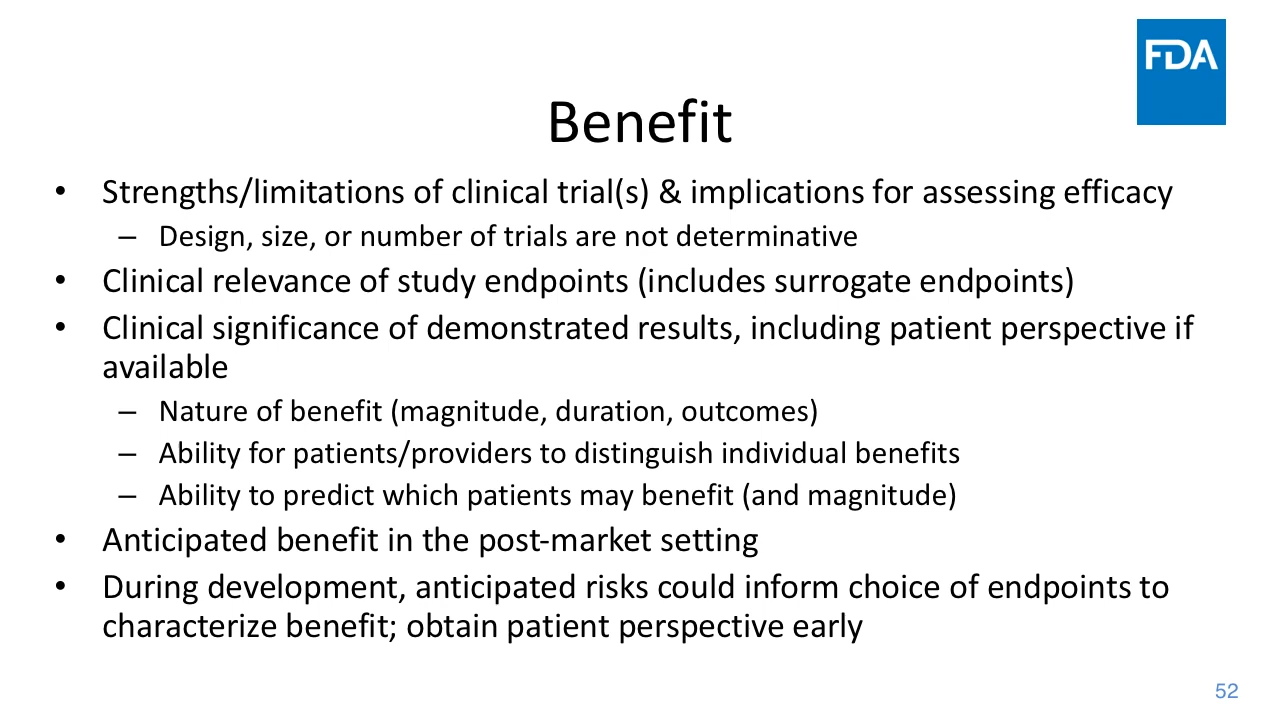 FDA
Benefit
• Strengths/limitations of clinical trial(s) & implications for assessing efficacy
– Design, size, or number of trials are not determinative
• Clinical relevance of study endpoints (includes surrogate endpoints)
• Clinical significance of demonstrated results, including patient perspective if
available
– Nature of benefit (magnitude, duration, outcomes)
– Ability for patients/providers to distinguish individual benefits
– Ability to predict which patients may benefit (and magnitude)
• Anticipated benefit in the post-market setting
• During development, anticipated risks could inform choice of endpoints to
characterize benefit; obtain patient perspective early
52